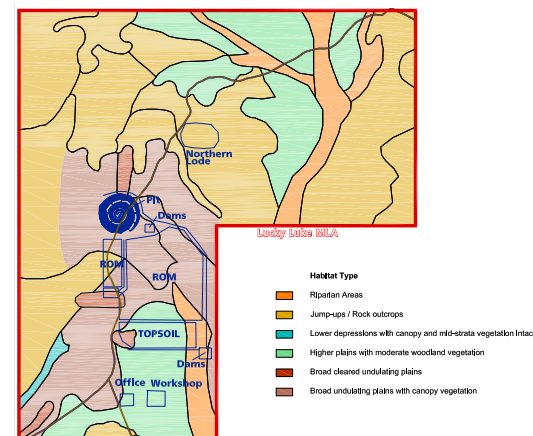 Northern
Lode
Pit
Dams
Lucky Luke MLA
ROM
ROM
TOPSOIL
Dams
Office Workshop
Habitat Type
Riparian Areas
Jump-ups / Rock outcrops
Lower depressions with canopy and mid-strata vegetation intac
Higher plains with moderate woodland vegetation
Broad cleared undulating plains
Broad undulating plains with canopy vegetation